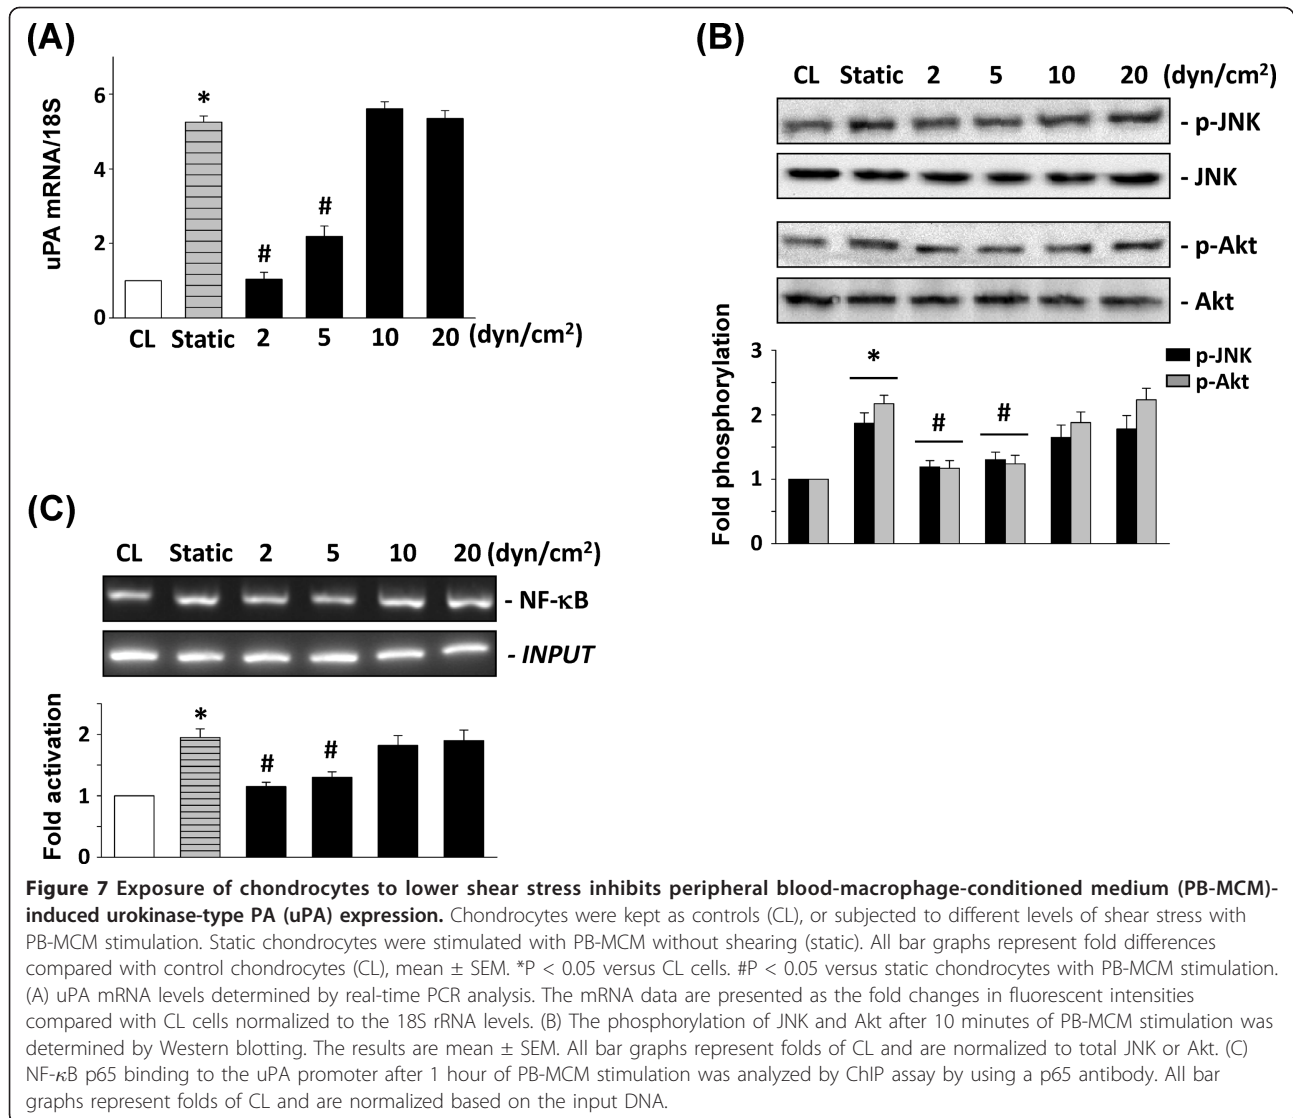 (A)
uPA mRNA/18S
6
4
2
0
*
#
#
CL Static 2 5 10 20 (dyn/cm²)
(B)
CL Static 2 5 10 20 (dyn/cm²)
- p-JNK
- JNK
- p-Akt
- Akt
Fold phosphorylation
3
2
1
0
*
#
#
p-JNK
p-Akt
(C)
CL Static 2 5 10 20 (dyn/cm²)
- NF-κB
- INPUT
Fold activation
2
1
0
*
#
#
Figure 7 Exposure of chondrocytes to lower shear stress inhibits peripheral blood-macrophage-conditioned medium (PB-MCM)-
induced urokinase-type PA (uPA) expression. Chondrocytes were kept as controls (CL), or subjected to different levels of shear stress with
PB-MCM stimulation. Static chondrocytes were stimulated with PB-MCM without shearing (static). All bar graphs represent fold differences
compared with control chondrocytes (CL), mean ± SEM. *P < 0.05 versus CL cells. #P < 0.05 versus static chondrocytes with PB-MCM stimulation.
(A) uPA mRNA levels determined by real-time PCR analysis. The mRNA data are presented as the fold changes in fluorescent intensities
compared with CL cells normalized to the 18S rRNA levels. (B) The phosphorylation of JNK and Akt after 10 minutes of PB-MCM stimulation was
determined by Western blotting. The results are mean ± SEM. All bar graphs represent folds of CL and are normalized to total JNK or Akt. (C)
NF-κB p65 binding to the uPA promoter after 1 hour of PB-MCM stimulation was analyzed by ChIP assay by using a p65 antibody. All bar
graphs represent folds of CL and are normalized based on the input DNA.